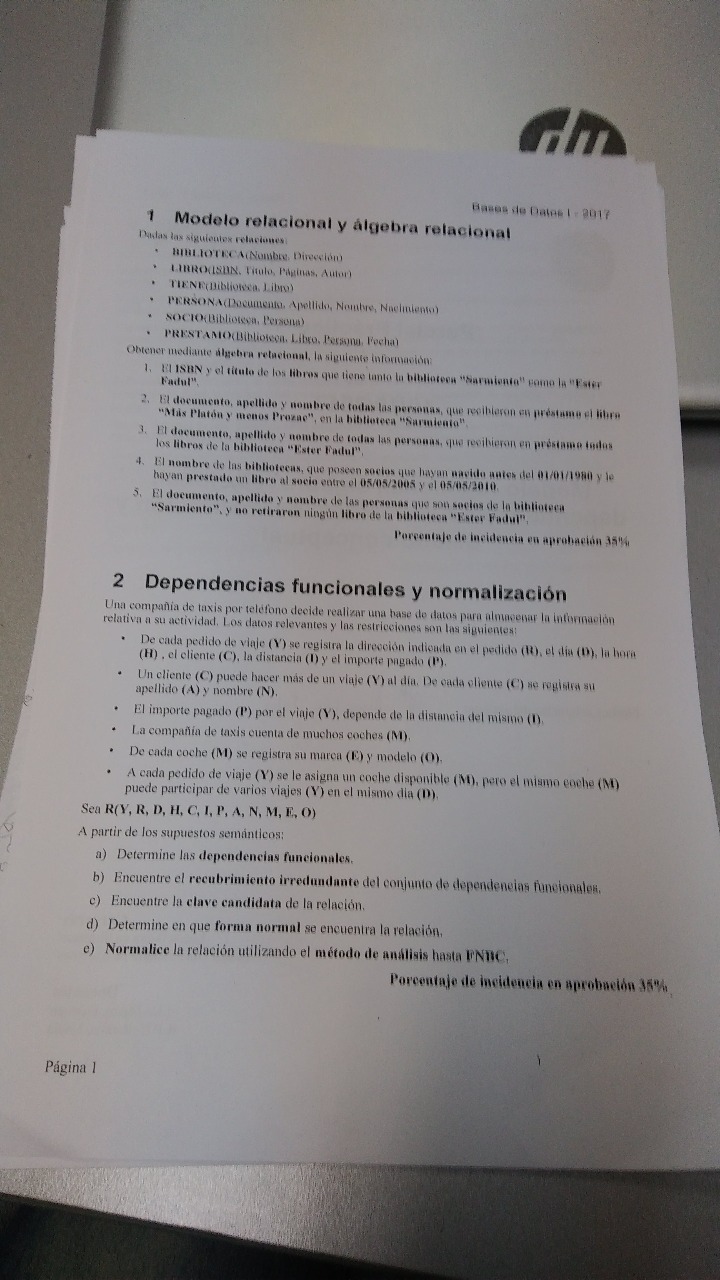 hp
Bases de Datos I - 2017
1 Modelo relacional y álgebra relacional
Dadas las siguientes relaciones:
• BIBLIOTECA(Nombre, Dirección)
• LIBRO(ISBN, Título, Páginas, Autor)
• TIENE(Biblioteca, Libro)
• PERSONA(Documento, Apellido, Nombre, Nacimiento)
• SOCIO(Biblioteca, Persona)
• PRESTAMO(Biblioteca, Libro, Persona, Fecha)
Obtener mediante álgebra relacional, la siguiente información:
1. El ISBN y el título de los libros que tiene tanto la biblioteca "Sarmiento" como la "Ester
Fadul".
2. El documento, apellido y nombre de todas las personas, que recibieron en préstamo el libro
"Más Platón y menos Prozac", en la biblioteca "Sarmiento".
3. El documento, apellido y nombre de todas las personas, que recibieron en préstamo todos
los libros de la biblioteca "Ester Fadul".
4. El nombre de las bibliotecas, que poseen socios que hayan nacido antes del 01/01/1980 y le
hayan prestado un libro al socio entre el 05/05/2005 y el 05/05/2010.
5. El documento, apellido y nombre de las personas que son socios de la biblioteca
"Sarmiento", y no retiraron ningún libro de la biblioteca "Ester Fadul".
Porcentaje de incidencia en aprobación 35%
2 Dependencias funcionales y normalización
Una compañía de taxis por teléfono decide realizar una base de datos para almacenar la información
relativa a su actividad. Los datos relevantes y las restricciones son las siguientes:
• De cada pedido de viaje (Y) se registra la dirección indicada en el pedido (R), el día (D), la hora
(H) , el cliente (C), la distancia (I) y el importe pagado (P).
• Un cliente (C) puede hacer más de un viaje (Y) al día. De cada cliente (C) se registra su
apellido (A) y nombre (N).
• El importe pagado (P) por el viaje (Y), depende de la distancia del mismo (I).
• La compañía de taxis cuenta de muchos coches (M).
• De cada coche (M) se registra su marca (E) y modelo (O).
• A cada pedido de viaje (Y) se le asigna un coche disponible (M), pero el mismo coche (M)
puede participar de varios viajes (Y) en el mismo día (D).
Sea R(Y, R, D, H, C, I, P, A, N, M, E, O)
A partir de los supuestos semánticos:
a) Determine las dependencias funcionales.
b) Encuentre el recubrimiento irredundante del conjunto de dependencias funcionales.
c) Encuentre la clave candidata de la relación.
d) Determine en que forma normal se encuentra la relación.
e) Normalice la relación utilizando el método de análisis hasta FNBC.
Porcentaje de incidencia en aprobación 35%
Página 1